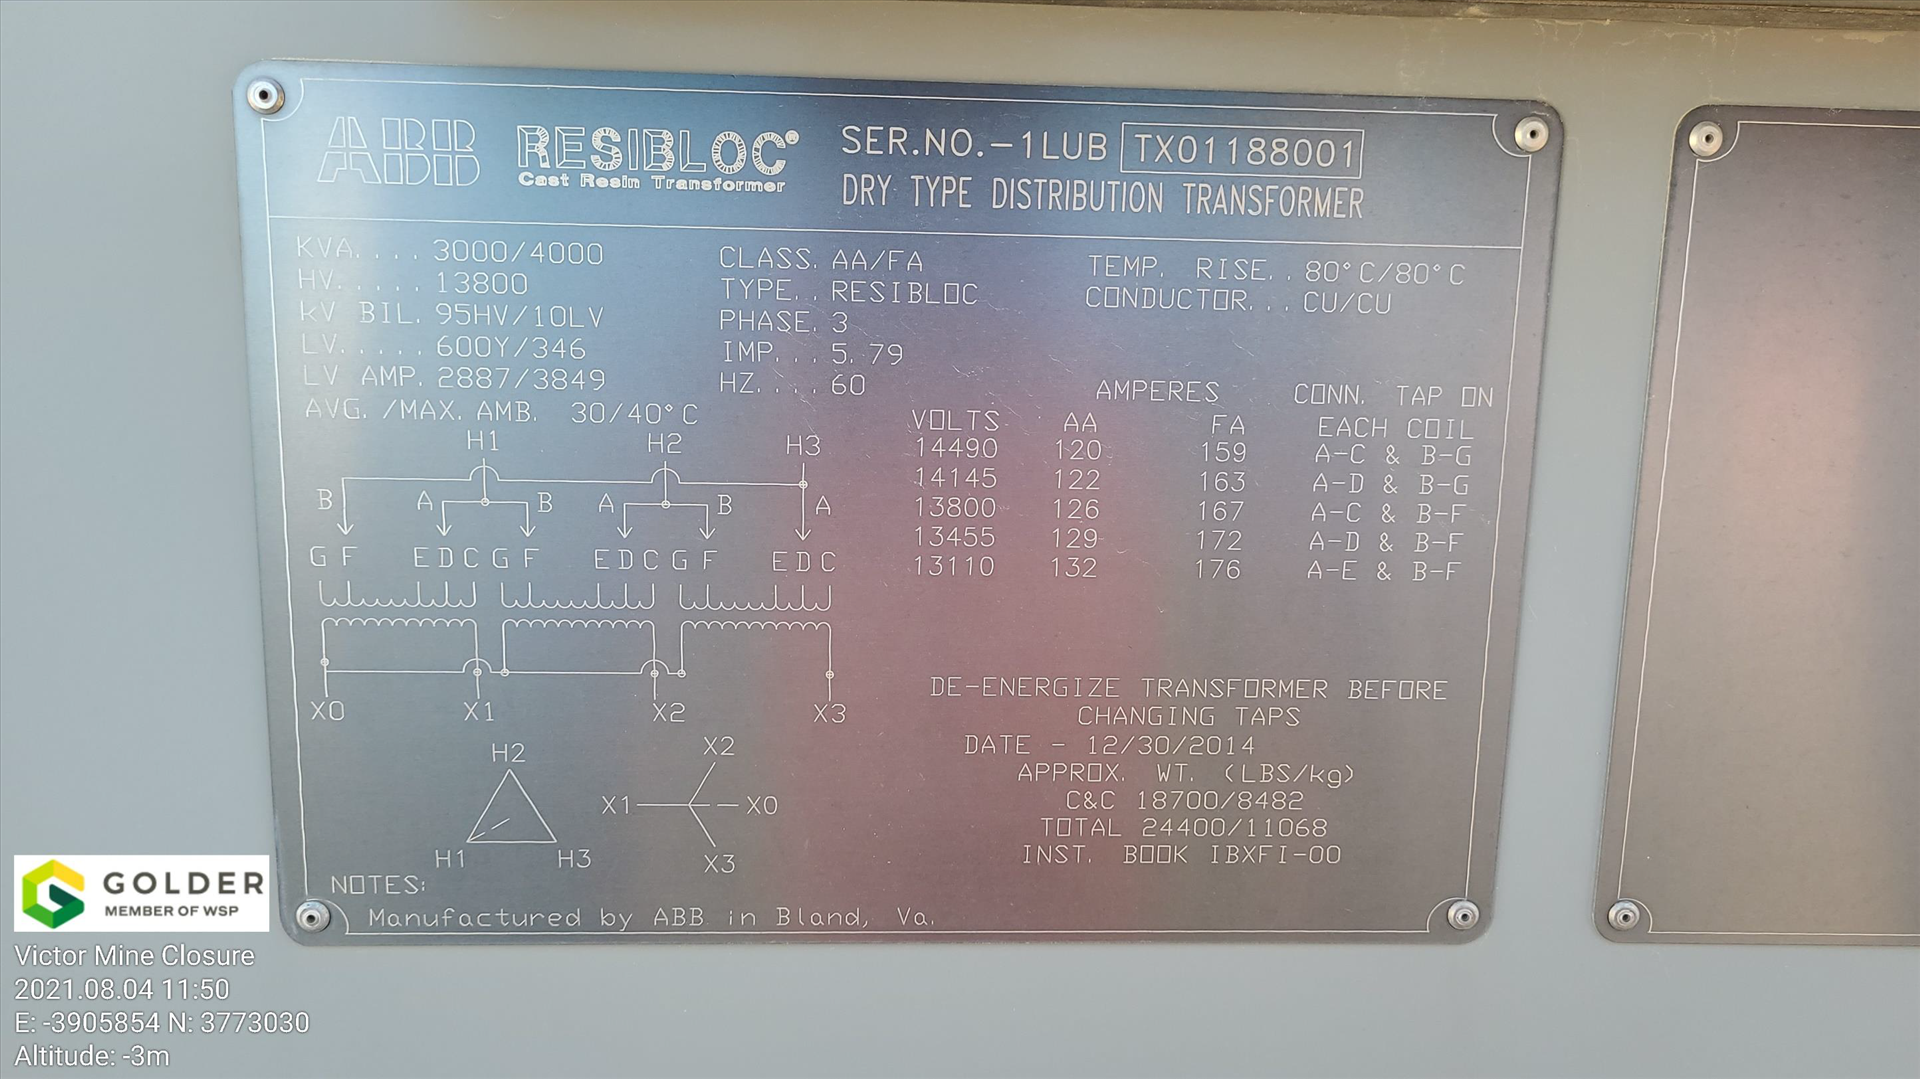 ABB RESIBLOC® SER.NO.-1LUB TX01188001
Cast Resin Transformer DRY TYPE DISTRIBUTION TRANSFORMER
KVA.... 3000/4000 CLASS. AA/FA TEMP. RISE.. 80°C/80°C
HV..... 13800 TYPE.. RESIBLOC CONDUCTOR... CU/CU
kV BIL. 95HV/10LV PHASE. 3
LV..... 600Y/346 IMP... 5.79
LV AMP. 2887/3849 HZ.... 60
AVG./MAX. AMB. 30/40°C
AMPERES CONN. TAP ON
VOLTS AA FA EACH COIL
14490 120 159 A-C & B-G
14145 122 163 A-D & B-G
13800 126 167 A-C & B-F
13455 129 172 A-D & B-F
13110 132 176 A-E & B-F
H1 H2 H3
B A B A B A
G F E D C G F E D C G F E D C
X0 X1 X2 X3
H2
H1 H3
X2
X1 X0
X3
DE-ENERGIZE TRANSFORMER BEFORE
CHANGING TAPS
DATE - 12/30/2014
APPROX. WT. (LBS/kg)
C&C 18700/8482
TOTAL 24400/11068
INST. BOOK IBXFI-00
NOTES:
Manufactured by ABB in Bland, Va.
GOLDER
MEMBER OF WSP
Victor Mine Closure
2021.08.04 11:50
E: -3905854 N: 3773030
Altitude: -3m